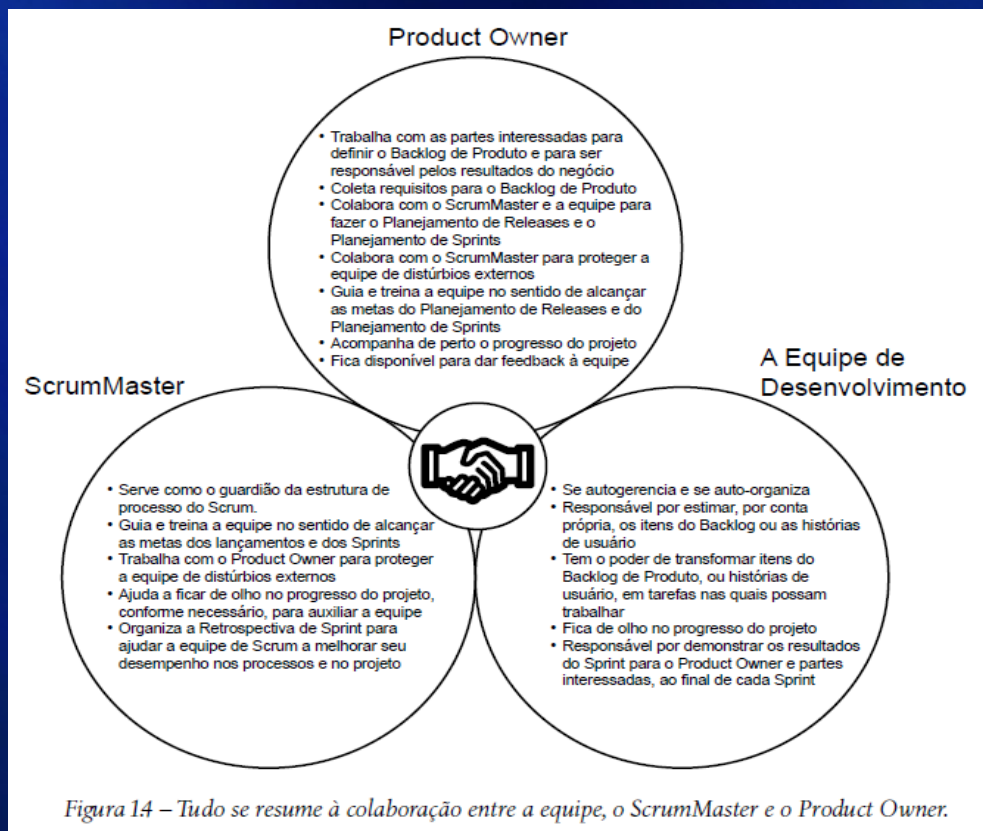 Product Owner
• Trabalha com as partes interessadas para
definir o Backlog de Produto e para ser
responsável pelos resultados do negócio
• Coleta requisitos para o Backlog de Produto
• Colabora com o ScrumMaster e a equipe para
fazer o Planejamento de Releases e o
Planejamento de Sprints
• Colabora com o ScrumMaster para proteger a
equipe de distúrbios externos
• Guia e treina a equipe no sentido de alcançar
as metas do Planejamento de Releases e do
Planejamento de Sprints
• Acompanha de perto o progresso do projeto
• Fica disponível para dar feedback à equipe
ScrumMaster
• Serve como o guardião da estrutura de
processo do Scrum.
• Guia e treina a equipe no sentido de alcançar
as metas dos lançamentos e dos Sprints
• Trabalha com o Product Owner para proteger
a equipe de distúrbios externos
• Ajuda a ficar de olho no progresso do projeto,
conforme necessário, para auxiliar a equipe
• Organiza a Retrospectiva de Sprint para
ajudar a equipe de Scrum a melhorar seu
desempenho nos processos e no projeto
A Equipe de
Desenvolvimento
• Se autogerencia e se auto-organiza
• Responsável por estimar, por conta
própria, os itens do Backlog ou as histórias
de usuário
• Tem o poder de transformar itens do
Backlog de Produto, ou histórias de
usuário, em tarefas nas quais possam
trabalhar
• Fica de olho no progresso do projeto
• Responsável por demonstrar os resultados
do Sprint para o Product Owner e partes
interessadas, ao final de cada Sprint
Figura 1.4 – Tudo se resume à colaboração entre a equipe, o ScrumMaster e o Product Owner.